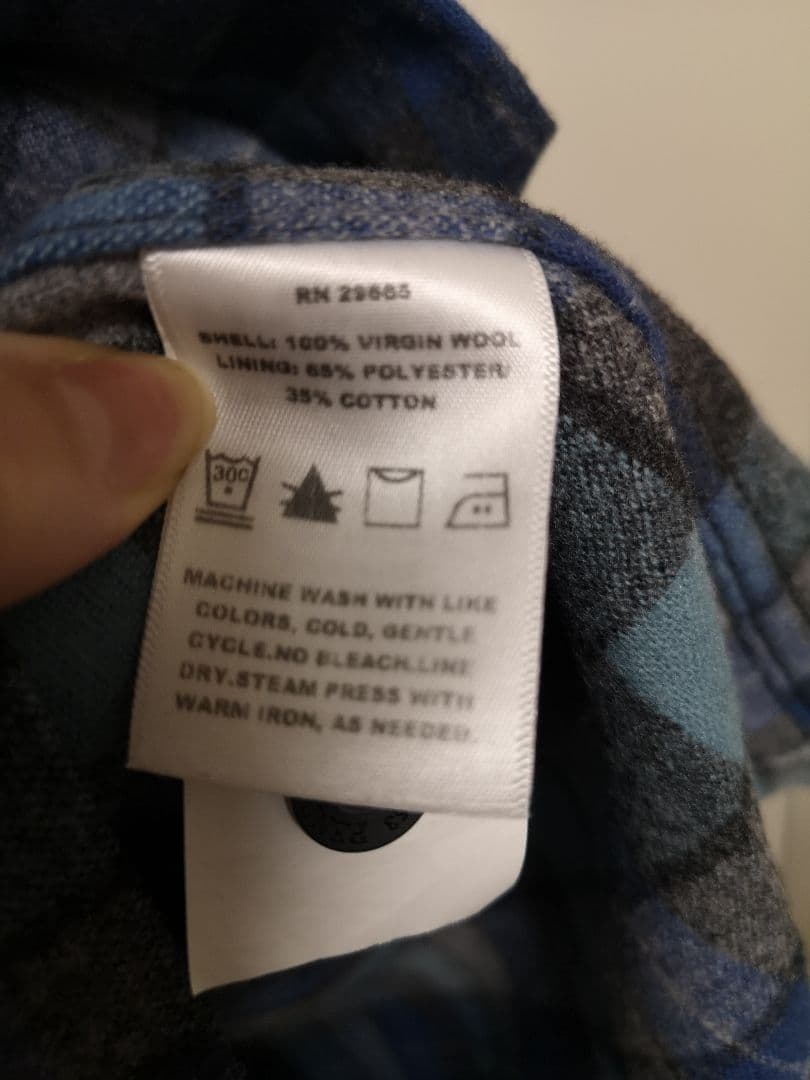 RN 29685
SHELL: 100% VIRGIN WOOL
LINING: 65% POLYESTER/
35% COTTON
30C
MACHINE WASH WITH LIKE
COLORS, COLD, GENTLE
CYCLE.NO BLEACH.LINE
DRY.STEAM PRESS WITH
WARM IRON, AS NEEDED.